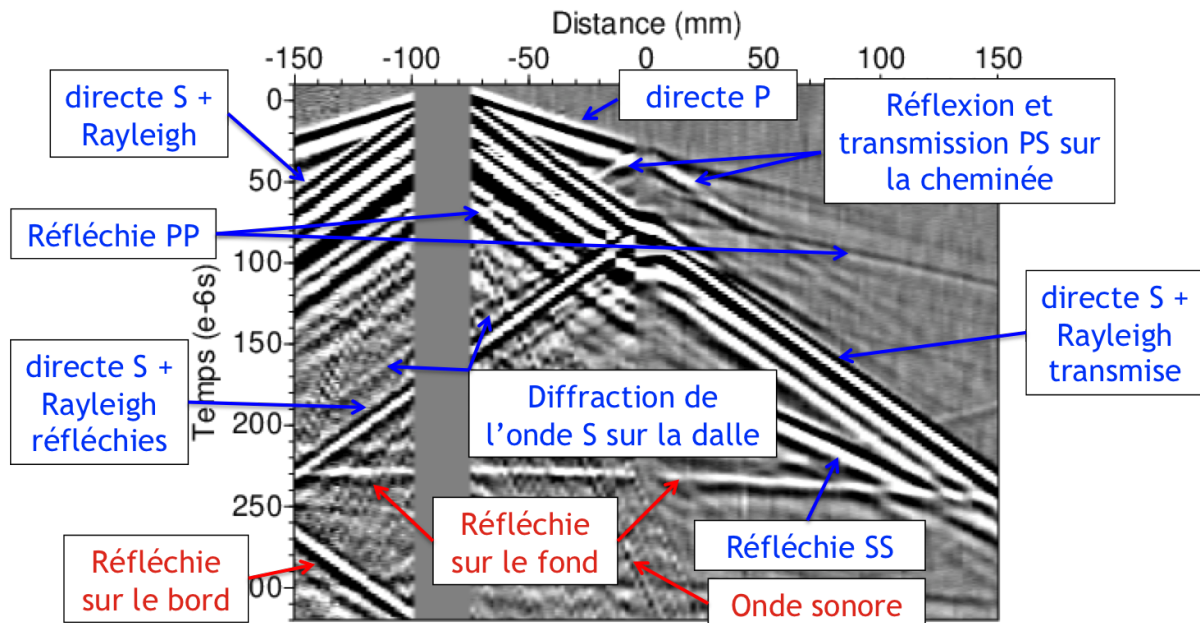 Distance (mm)
-150 -100 -50 0 50 100 150
directe S +
Rayleigh
directe P
Réflexion et
transmission PS sur
la cheminée
Réfléchie PP
directe S +
Rayleigh
réfléchies
Diffraction de
l'onde S sur la dalle
directe S +
Rayleigh
transmise
Réfléchie
sur le fond
Réfléchie SS
Réfléchie
sur le bord
Onde sonore
Temps (e-6s)
0
50
100
150
200
250
00